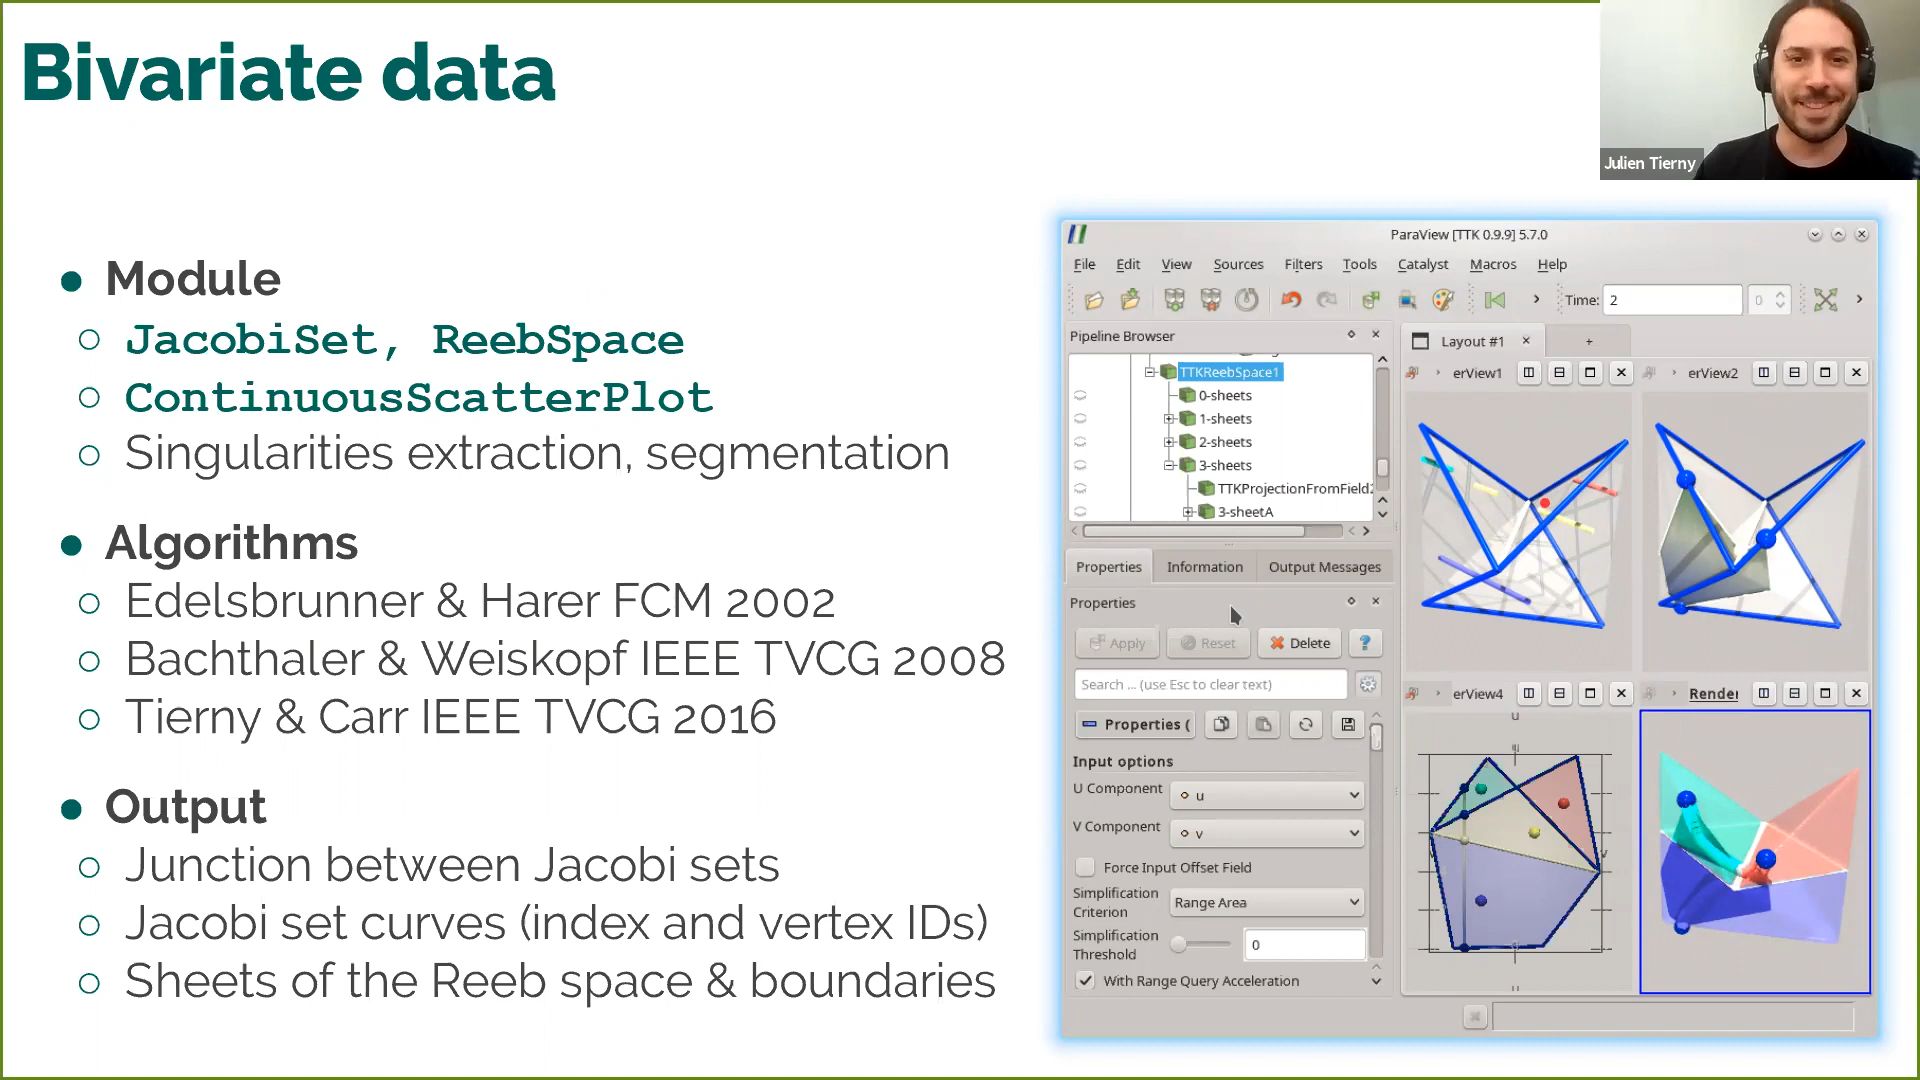 Bivariate data
Julien Tierny
● Module
○ JacobiSet, ReebSpace
○ ContinuousScatterPlot
○ Singularities extraction, segmentation
● Algorithms
○ Edelsbrunner & Harer FCM 2002
○ Bachthaler & Weiskopf IEEE TVCG 2008
○ Tierny & Carr IEEE TVCG 2016
● Output
○ Junction between Jacobi sets
○ Jacobi set curves (index and vertex IDs)
○ Sheets of the Reeb space & boundaries
ParaView [TTK 0.9.9] 5.7.0
File Edit View Sources Filters Tools Catalyst Macros Help
Time: 2 0
Pipeline Browser
TTKReebSpace1
0-sheets
1-sheets
2-sheets
3-sheets
TTKProjectionFromField
3-sheetA
Properties Information Output Messages
Properties
Apply Reset Delete ?
Search ... (use Esc to clear text)
Properties (
Input options
U Component u
V Component v
Force Input Offset Field
Simplification Criterion Range Area
Simplification Threshold 0
With Range Query Acceleration
Layout #1 +
erView1 erView2
erView4 Render
u
u